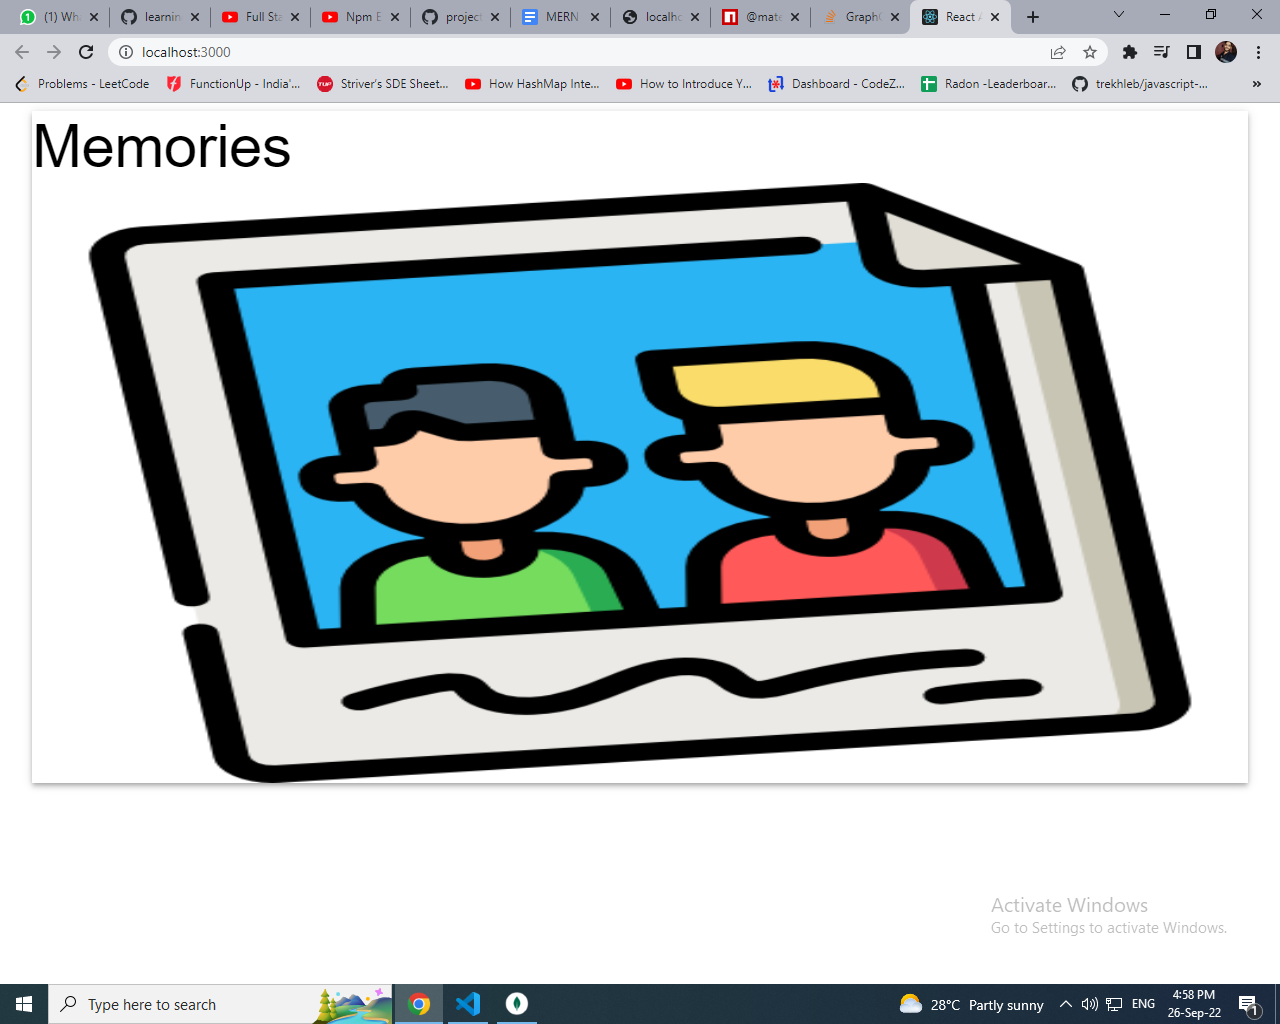 (1) Wh
learnin
Full Sta
Npm E
project
MERN
localho
@mate
Graph
React A
localhost:3000
Problems - LeetCode
FunctionUp - India'...
Striver's SDE Sheet...
How HashMap Inte...
How to Introduce Y...
Dashboard - CodeZ...
Radon -Leaderboar...
trekhleb/javascript-...
»
Memories
Activate Windows
Go to Settings to activate Windows.
Type here to search
28°C Partly sunny
ENG
4:58 PM
26-Sep-22
1